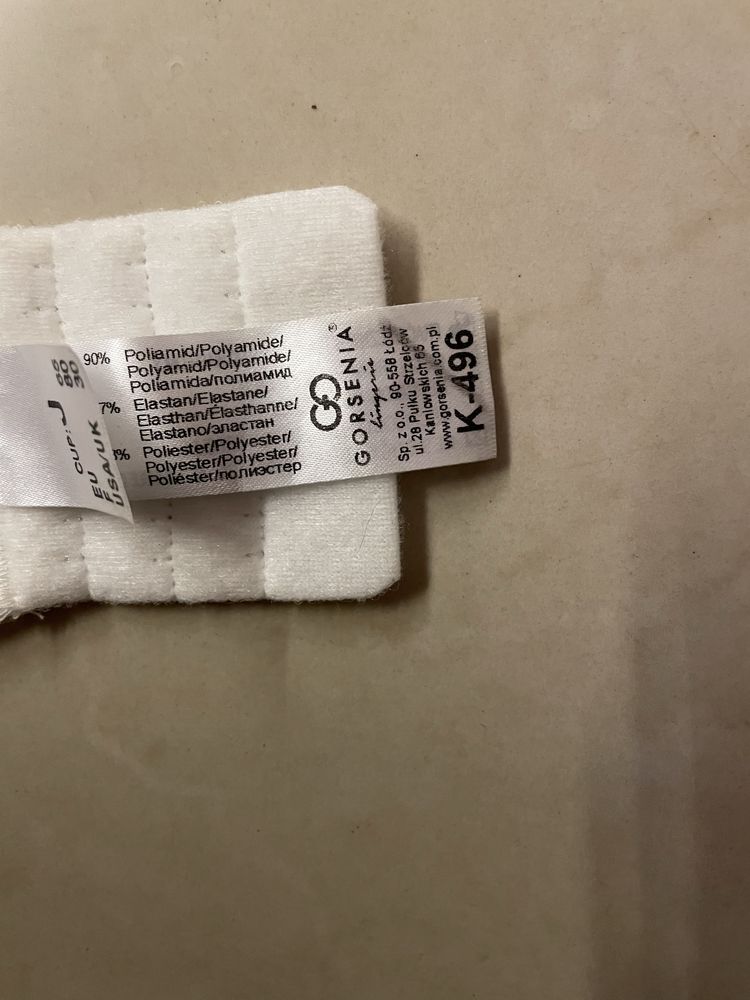 90% Poliamid/Polyamide/
Polyamid/Polyamide/
Poliamida/полиамид
7% Elastan/Elastane/
Elasthan/Élasthanne/
Elastano/эластан
Poliester/Polyester/
Polyester/Polyester/
Poliéster/полиэстер
GORSENIA®
lingerie
Sp. z o.o., 90-558 Łódź
ul.28 Pułku Strzelców
Kaniowskich 65
www.gorsenia.com.pl
K-496
CUP: J
EU
F
USA/UK 30